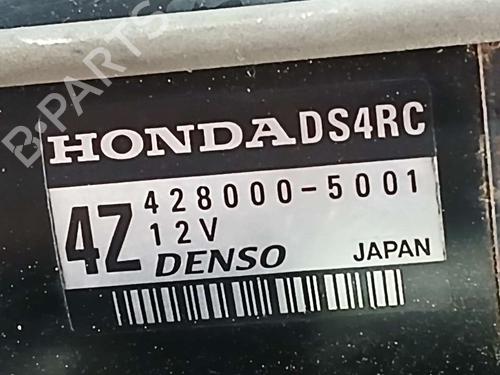 HONDA DS4RC
4Z 428000-5001
12V
DENSO JAPAN
B-PARTS